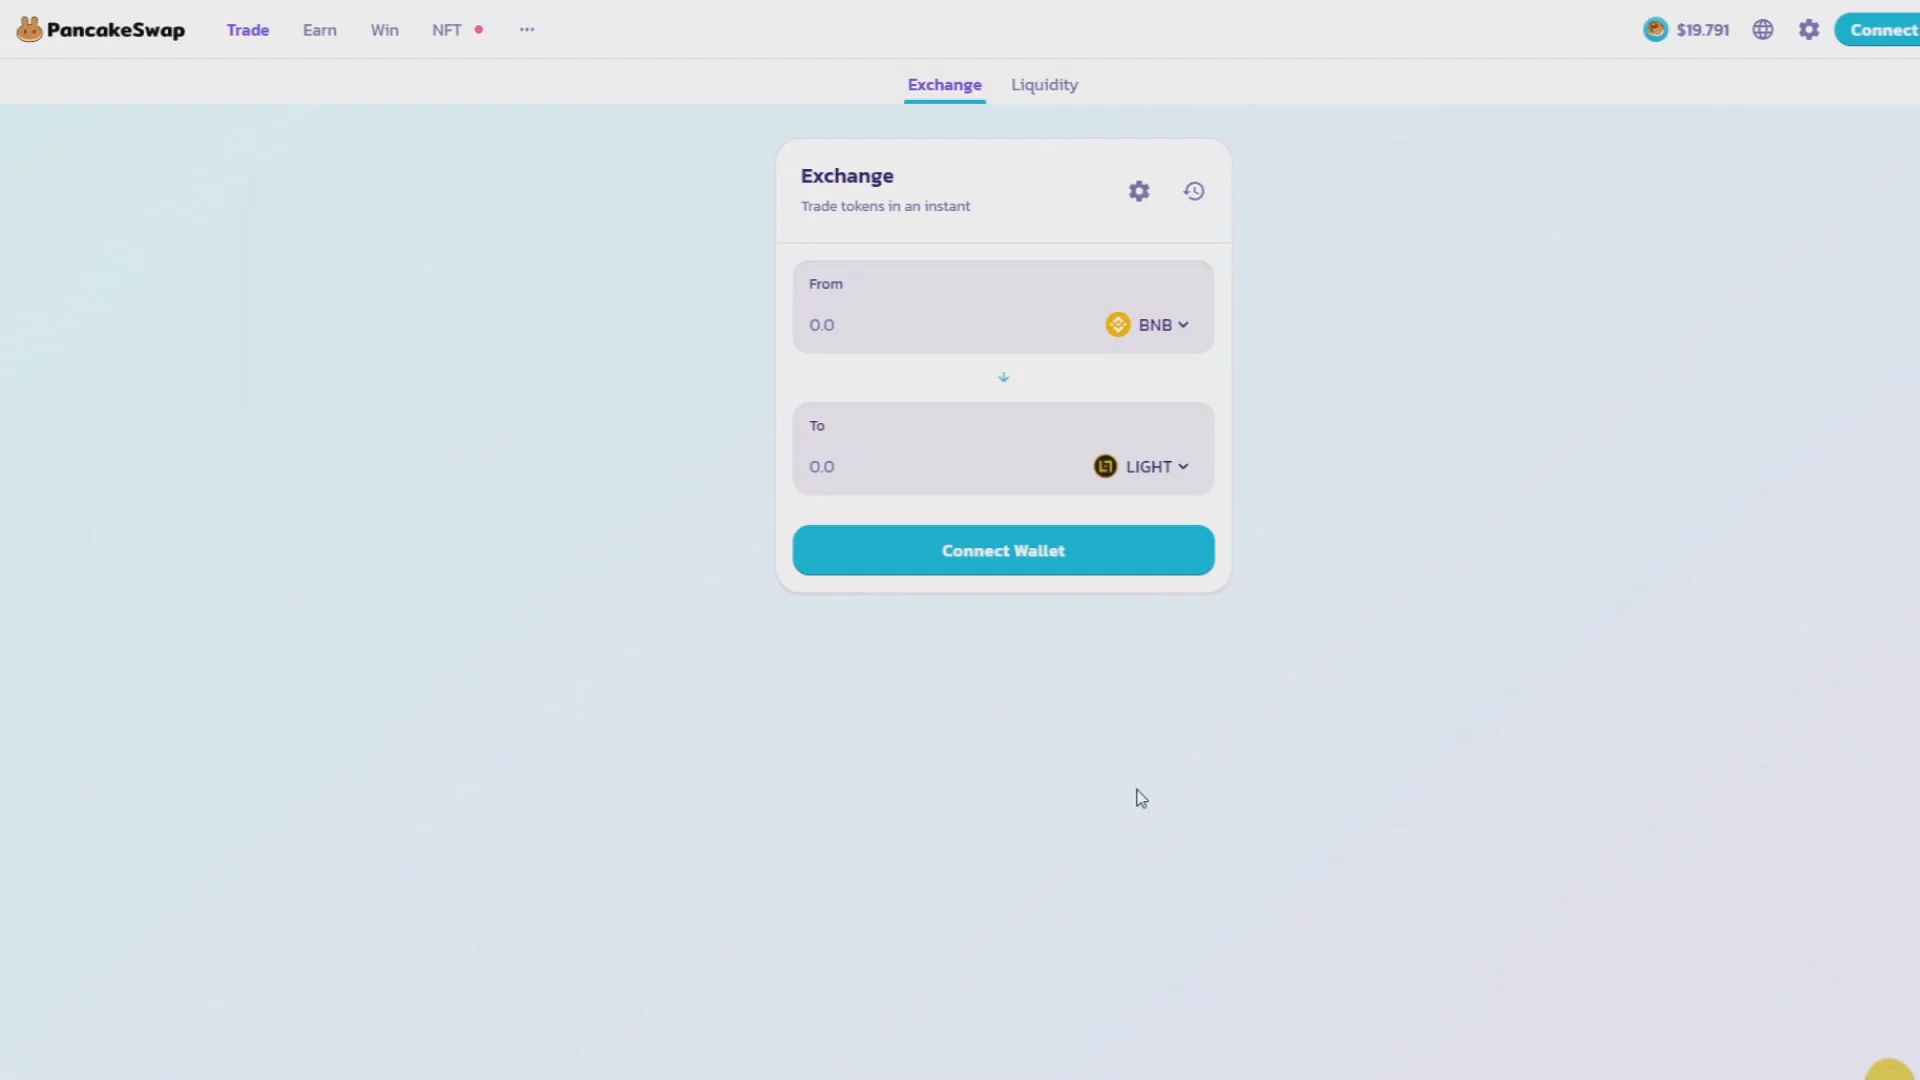 PancakeSwap Trade Earn Win NFT $19.791 Connect
Exchange Liquidity
Exchange
Trade tokens in an instant
From
0.0 BNB
To
0.0 LIGHT
Connect Wallet